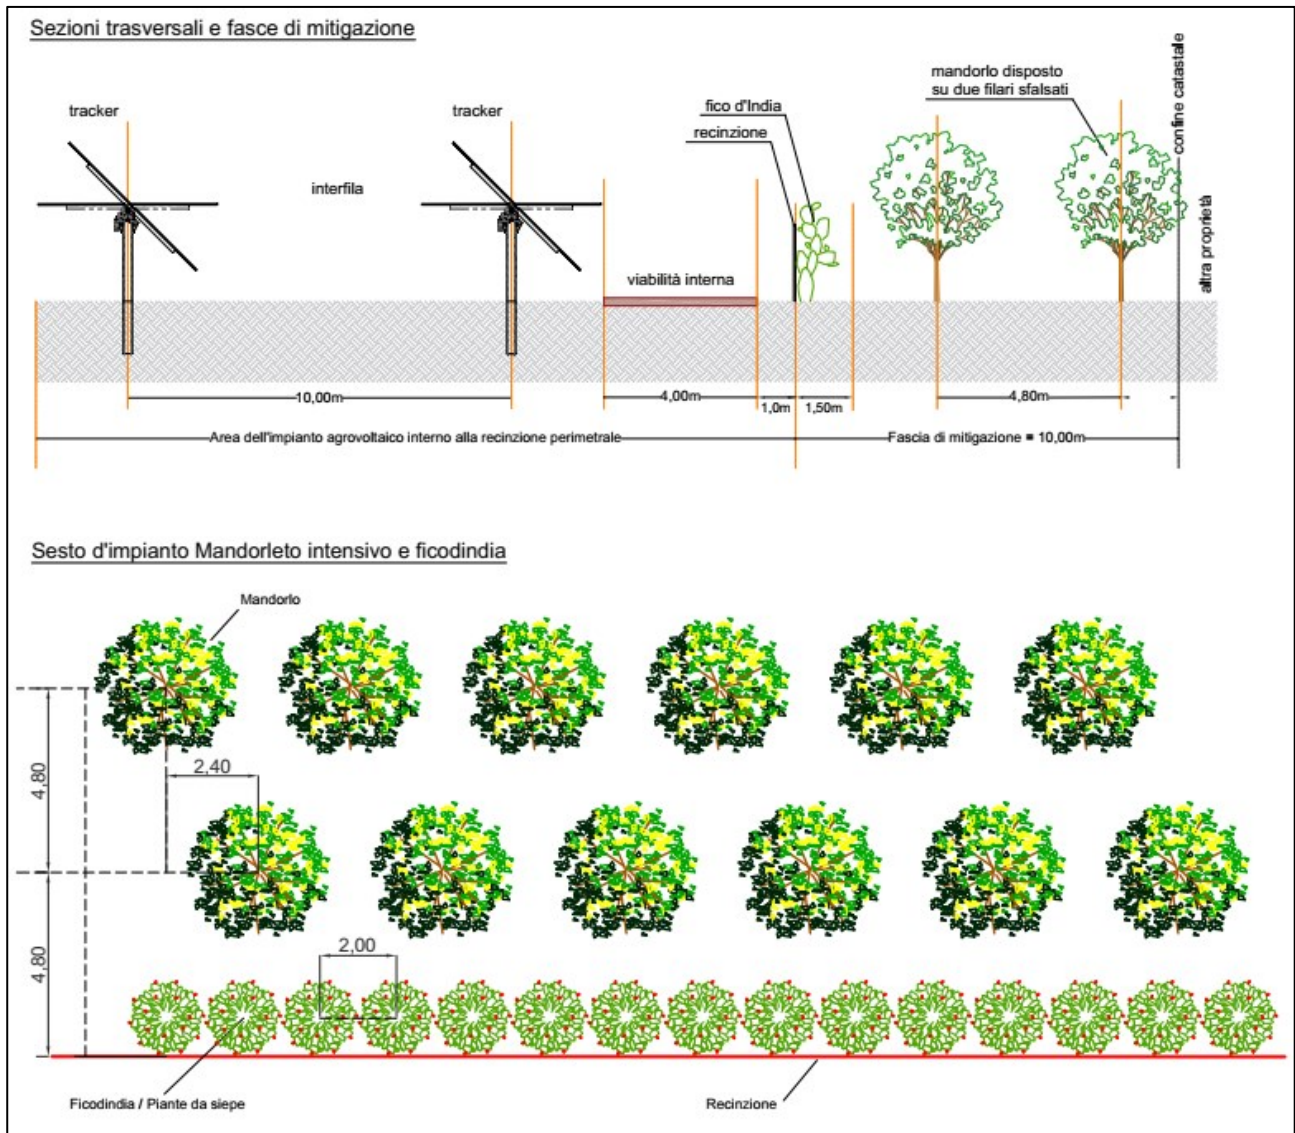 Sezioni trasversali e fasce di mitigazione
tracker
tracker
interfila
fico d'India
recinzione
mandorlo disposto
su due filari sfalsati
confine catastale
altra proprietà
viabilità interna
10,00m
4,00m
1,0m
1,50m
4,80m
Area dell'impianto agrovoltaico interno alla recinzione perimetrale
Fascia di mitigazione = 10,00m
Sesto d'impianto Mandorleto intensivo e ficodindia
Mandorlo
4,80
2,40
4,80
2,00
Ficodindia / Piante da siepe
Recinzione